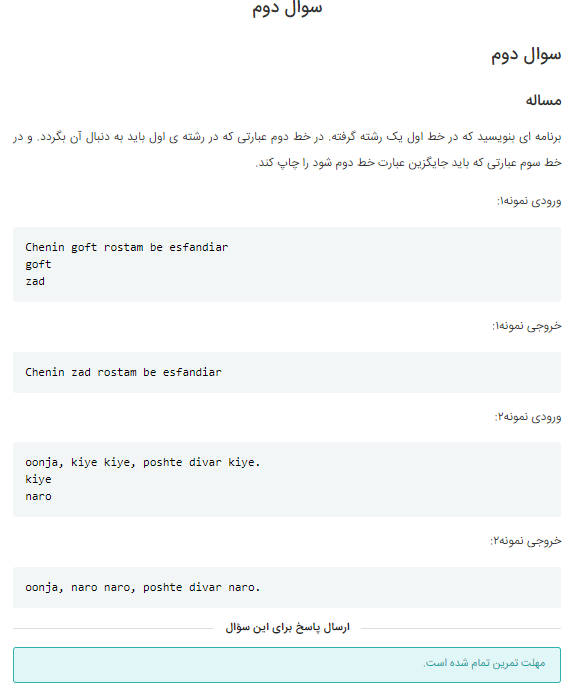 سوال دوم
سوال دوم
مساله
برنامه ای بنویسید که در خط اول یک رشته گرفته. در خط دوم عبارتی که در رشته ی اول باید به دنبال آن بگردد. و در
خط سوم عبارتی که باید جایگزین عبارت خط دوم شود را چاپ کند.
ورودی نمونه۱:
Chenin goft rostam be esfandiar
goft
zad
خروجی نمونه۱:
Chenin zad rostam be esfandiar
ورودی نمونه۲:
oonja, kiye kiye, poshte divar kiye.
kiye
naro
خروجی نمونه۲:
oonja, naro naro, poshte divar naro.
ارسال پاسخ برای این سؤال
مهلت تمرین تمام شده است.